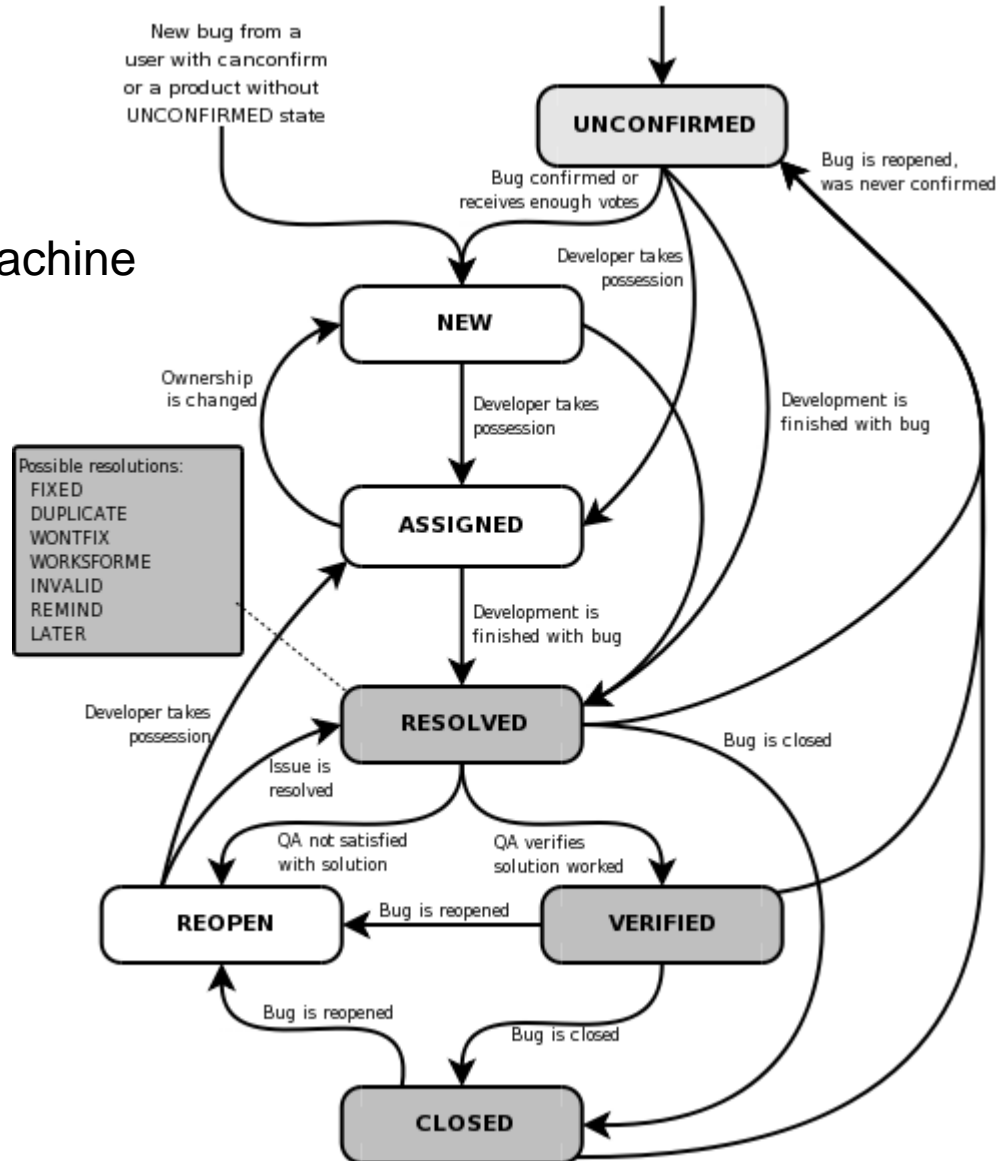 New bug from a
user with canconfirm
or a product without
UNCONFIRMED state
UNCONFIRMED
Bug is reopened,
was never confirmed
Bug confirmed or
receives enough votes
achine
Developer takes
possession
NEW
Ownership
is changed
Developer takes
possession
Development is
finished with bug
Possible resolutions:
FIXED
DUPLICATE
WONTFIX
WORKSFORME
INVALID
REMIND
LATER
ASSIGNED
Development is
finished with bug
RESOLVED
Developer takes
possession
Bug is closed
Issue is
resolved
QA not satisfied
with solution
QA verifies
solution worked
REOPEN
Bug is reopened
VERIFIED
Bug is reopened
Bug is closed
CLOSED